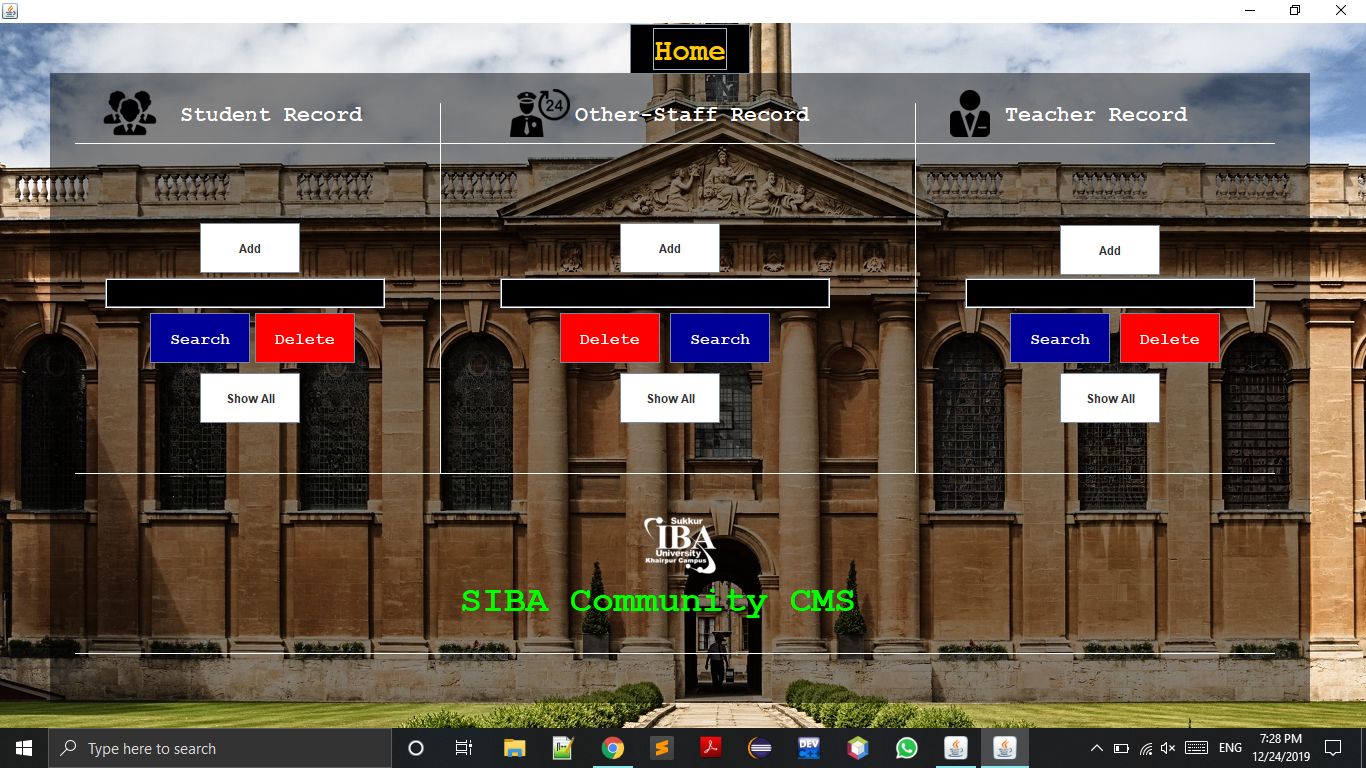 Home
Student Record
24
Other-Staff Record
Teacher Record
Add
Add
Add
Search
Delete
Delete
Search
Search
Delete
Show All
Show All
Show All
Sukkur
IBA
University
Khairpur Campus
SIBA Community CMS
Type here to search
DEV
ENG
7:28 PM
12/24/2019